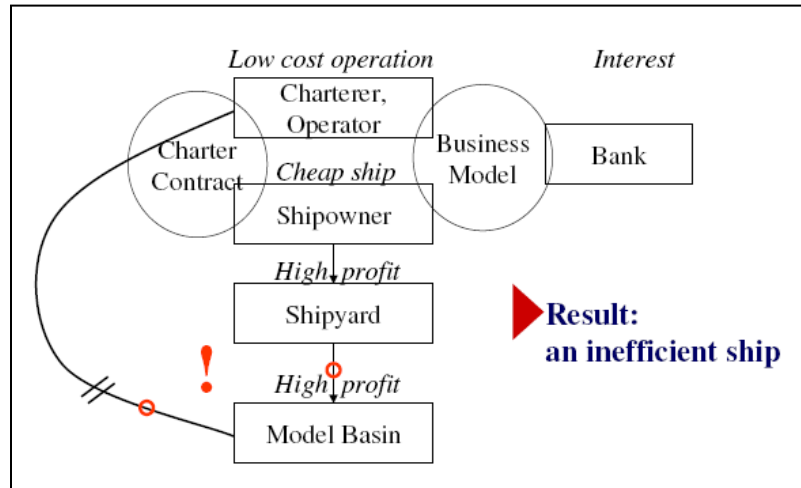 Low cost operation
Interest
Charterer,
Operator
Charter
Contract
Business
Model
Bank
Cheap ship
Shipowner
High profit
Shipyard
Result:
an inefficient ship
!
High profit
Model Basin